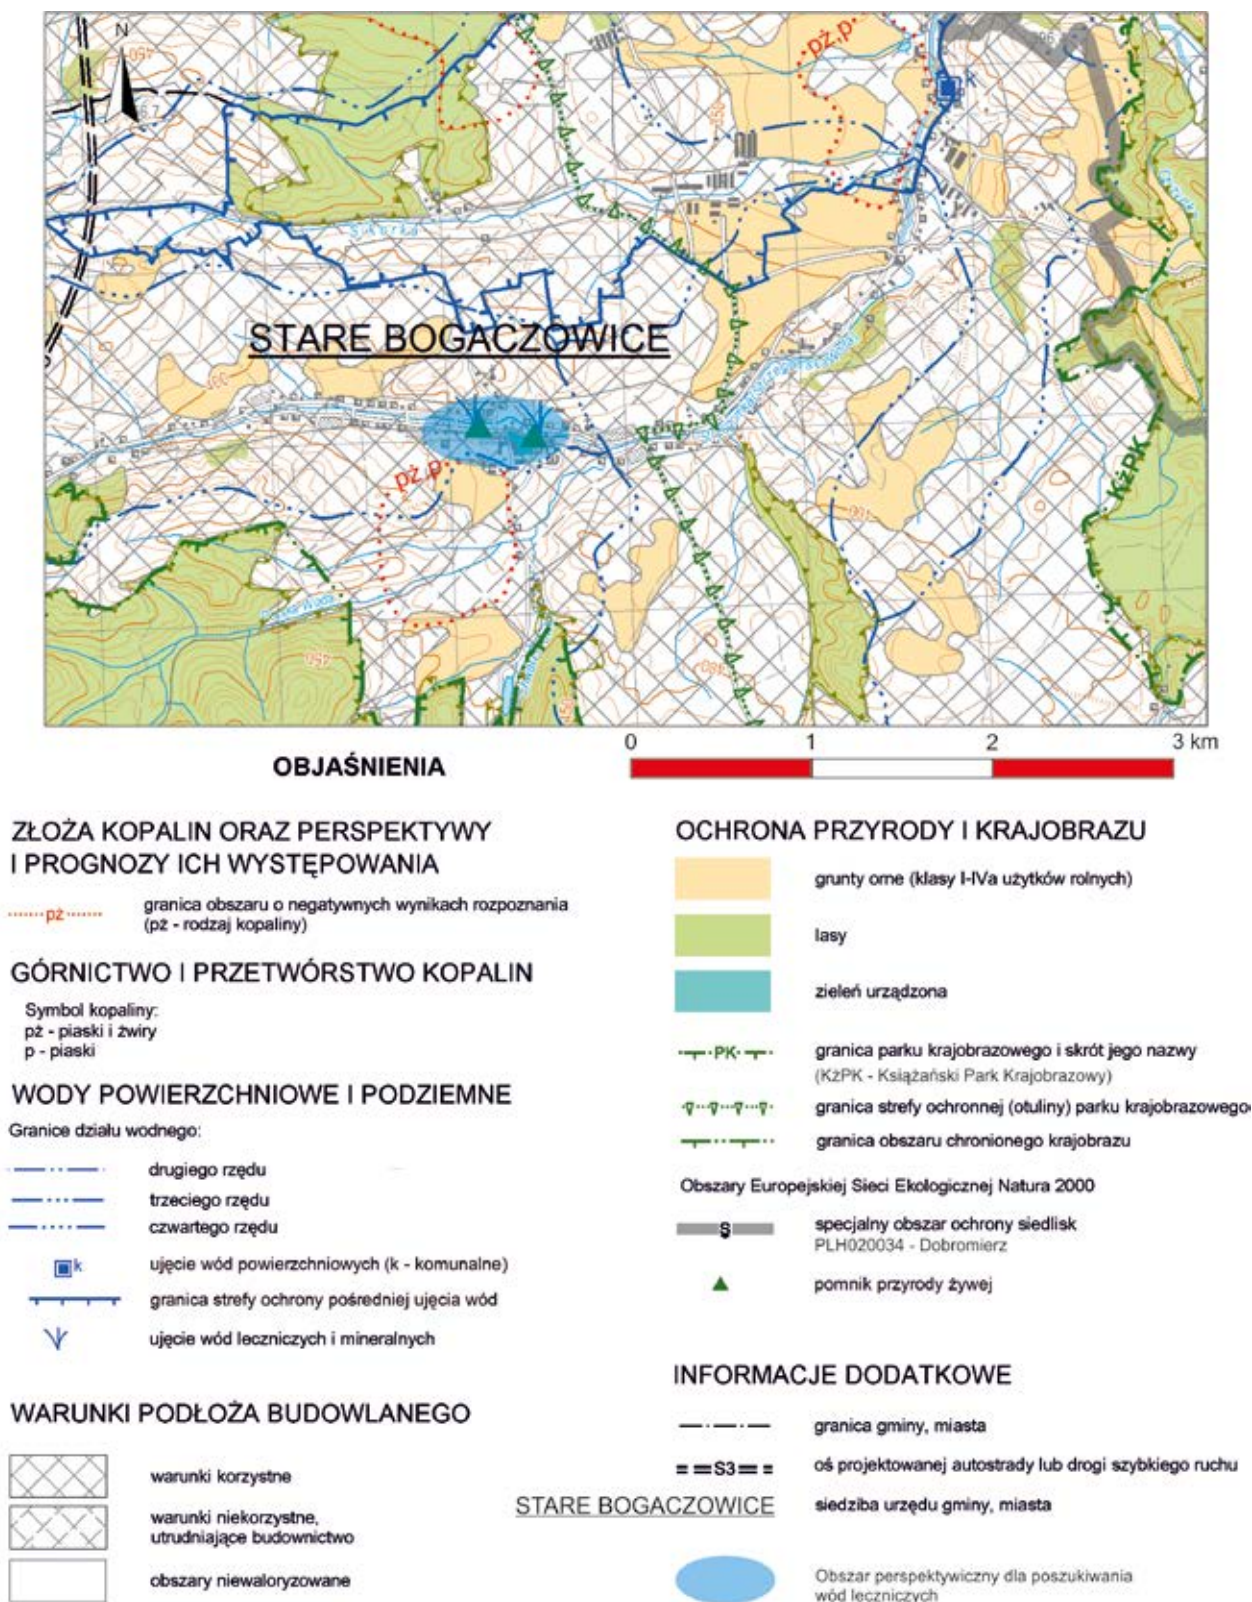 N
450
pż,p
k
Sikorka
150
STARE BOGACZOWICE
400
pż,p
KżPK
450
OBJAŚNIENIA
0 1 2 3 km
ZŁOŻA KOPALIN ORAZ PERSPEKTYWY
I PROGNOZY ICH WYSTĘPOWANIA
pż
granica obszaru o negatywnych wynikach rozpoznania
(pż - rodzaj kopaliny)
GÓRNICTWO I PRZETWÓRSTWO KOPALIN
Symbol kopaliny:
pż - piaski i żwiry
p - piaski
WODY POWIERZCHNIOWE I PODZIEMNE
Granice działu wodnego:
drugiego rzędu
trzeciego rzędu
czwartego rzędu
k
ujęcie wód powierzchniowych (k - komunalne)
granica strefy ochrony pośredniej ujęcia wód
ujęcie wód leczniczych i mineralnych
WARUNKI PODŁOŻA BUDOWLANEGO
warunki korzystne
warunki niekorzystne,
utrudniające budownictwo
obszary niewaloryzowane
OCHRONA PRZYRODY I KRAJOBRAZU
grunty orne (klasy I-IVa użytków rolnych)
lasy
zieleń urządzona
PK
granica parku krajobrazowego i skrót jego nazwy
(KżPK - Książański Park Krajobrazowy)
granica strefy ochronnej (otuliny) parku krajobrazowego
granica obszaru chronionego krajobrazu
Obszary Europejskiej Sieci Ekologicznej Natura 2000
S
specjalny obszar ochrony siedlisk
PLH020034 - Dobromierz
pomnik przyrody żywej
INFORMACJE DODATKOWE
granica gminy, miasta
S3
oś projektowanej autostrady lub drogi szybkiego ruchu
STARE BOGACZOWICE
siedziba urzędu gminy, miasta
Obszar perspektywiczny dla poszukiwania
wód leczniczych